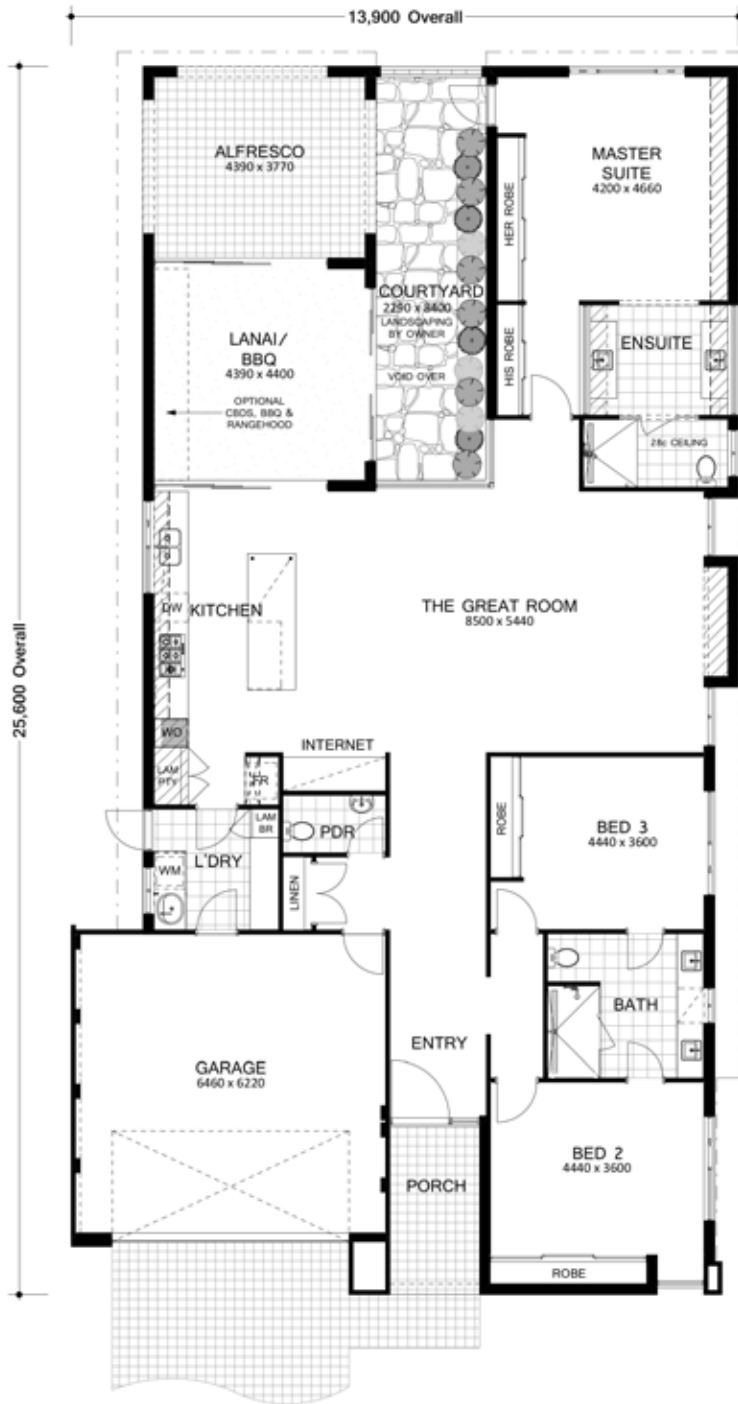 13,900 Overall
25,600 Overall
ALFRESCO
4390 x 3770
MASTER
SUITE
4200 x 4660
HER ROBE
COURTYARD
2290 x 8400
LANDSCAPING
BY OWNER
VOID OVER
LANAI/
BBQ
4390 x 4400
OPTIONAL
CBDS, BBQ &
RANGEHOOD
HIS ROBE
ENSUITE
28c CEILING
DW
KITCHEN
THE GREAT ROOM
8500 x 5440
WO
INTERNET
LAM
PTY
FR
LAM
BR
PDR
ROBE
BED 3
4440 x 3600
L'DRY
WM
LINEN
BATH
ENTRY
GARAGE
6460 x 6220
PORCH
BED 2
4440 x 3600
ROBE